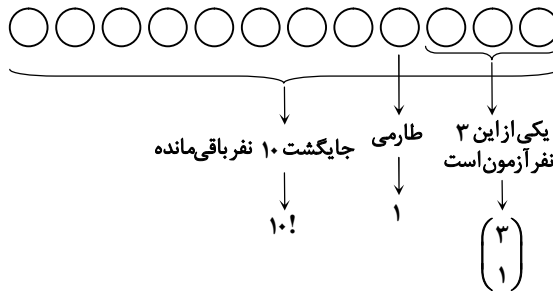 یکی از این ۳
نفر آزمون است
طارمی
جایگشت ۱۰ نفر باقی‌مانده
(۳
۱)
۱
۱۰!